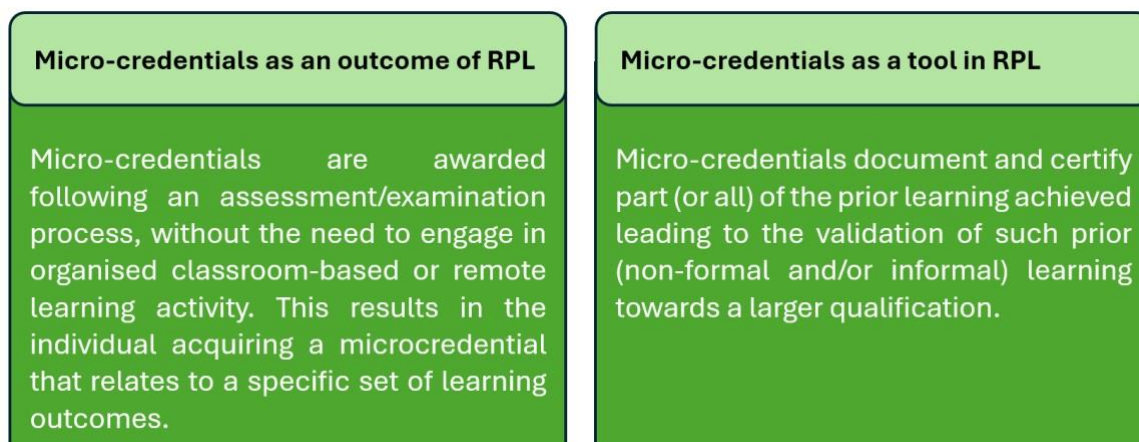 Micro-credentials as an outcome of RPL
Micro-credentials are awarded
following an assessment/examination
process, without the need to engage in
organised classroom-based or remote
learning activity. This results in the
individual acquiring a microcredential
that relates to a specific set of learning
outcomes.
Micro-credentials as a tool in RPL
Micro-credentials document and certify
part (or all) of the prior learning achieved
leading to the validation of such prior
(non-formal and/or informal) learning
towards a larger qualification.